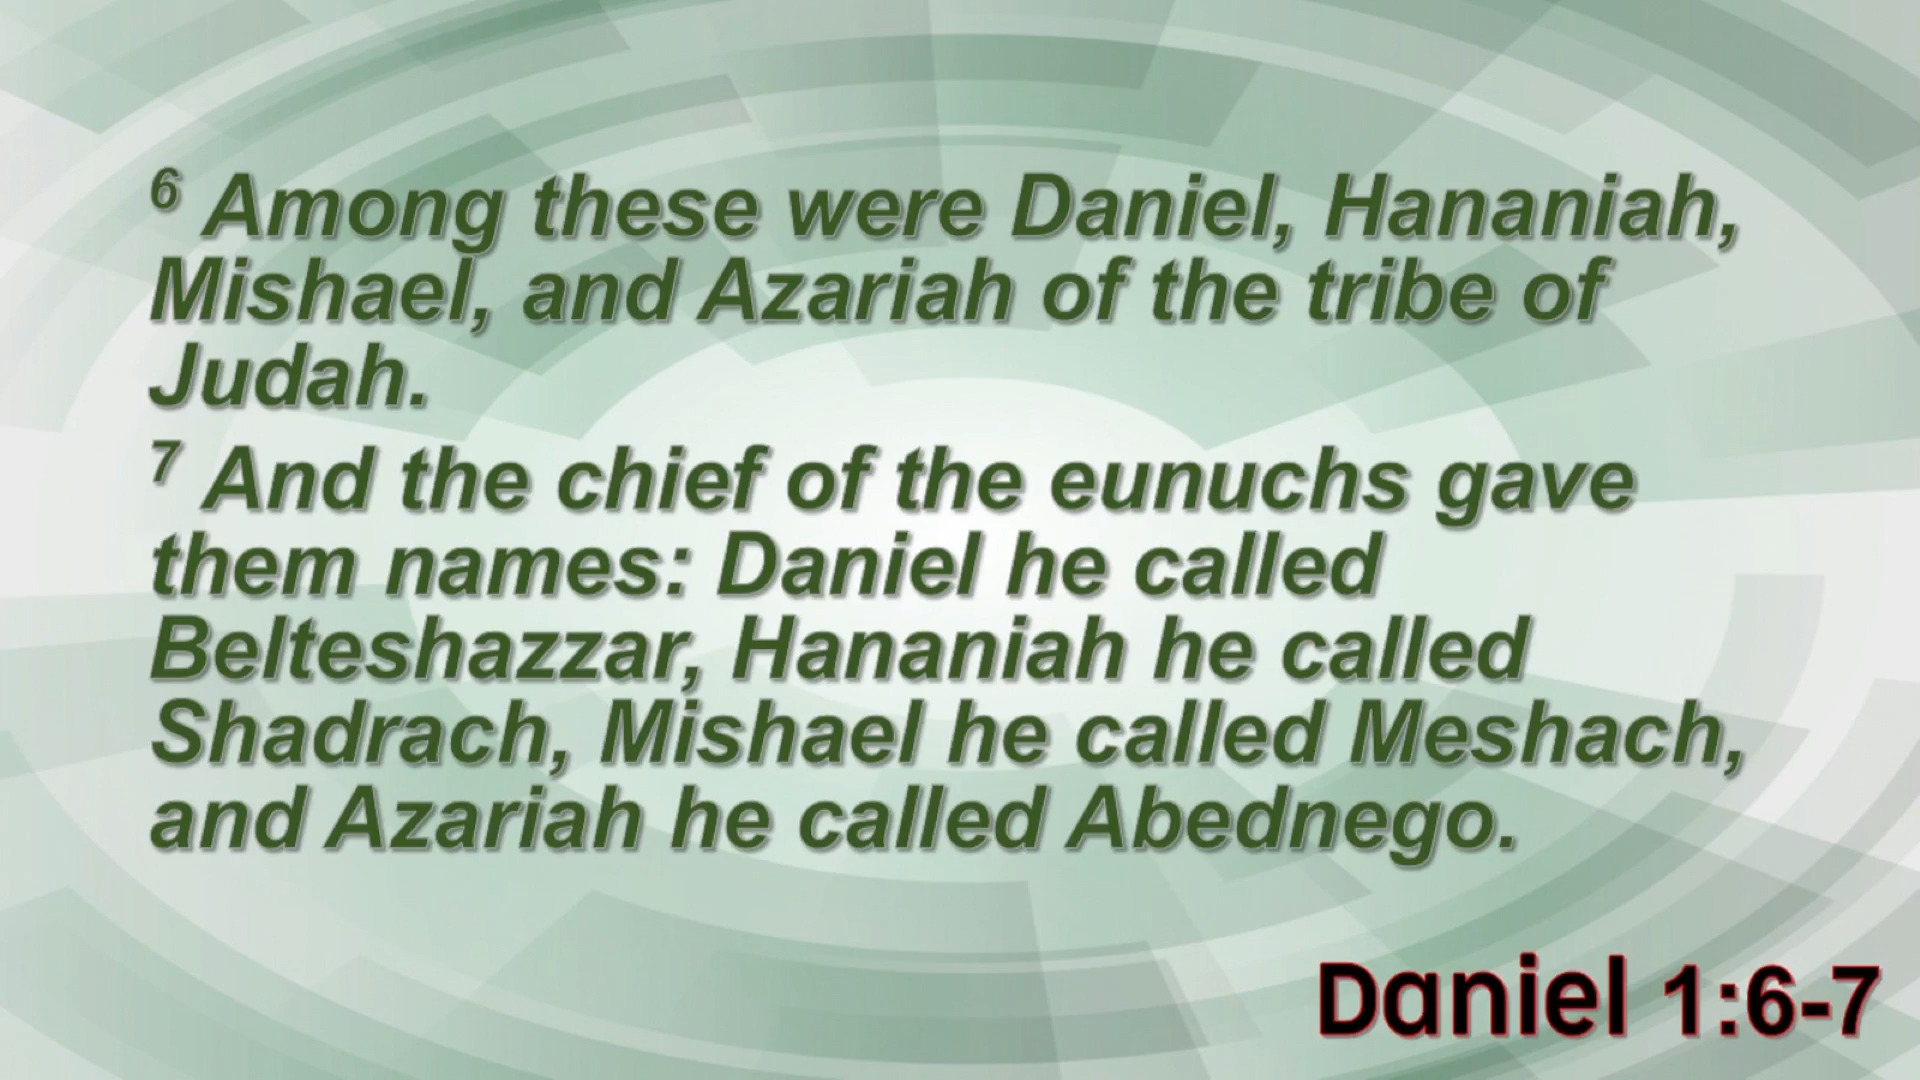 6 Among these were Daniel, Hananiah,
Mishael, and Azariah of the tribe of
Judah.
7 And the chief of the eunuchs gave
them names: Daniel he called
Belteshazzar, Hananiah he called
Shadrach, Mishael he called Meshach,
and Azariah he called Abednego.
Daniel 1:6-7